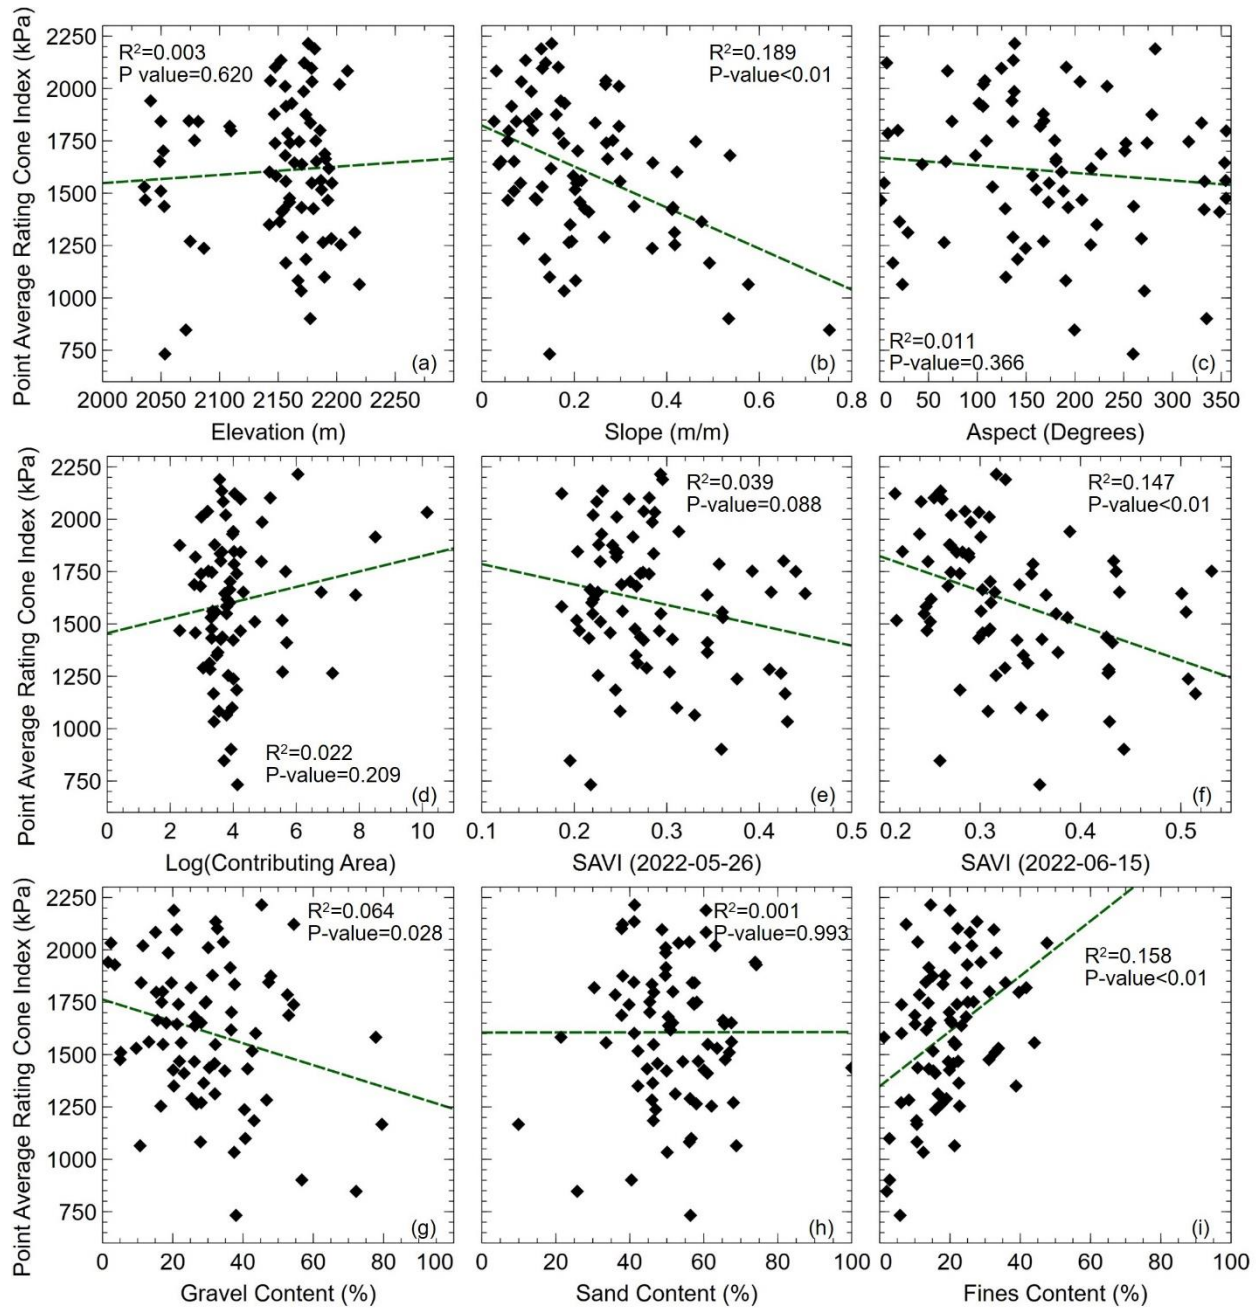 Point Average Rating Cone Index (kPa)
2250
2000
1750
1500
1250
1000
750
R²=0.003
P value=0.620
(a)
2000 2050 2100 2150 2200 2250
Elevation (m)
R²=0.189
P-value<0.01
(b)
0 0.2 0.4 0.6 0.8
Slope (m/m)
R²=0.011
P-value=0.366
(c)
0 50 100 150 200 250 300 350
Aspect (Degrees)
Point Average Rating Cone Index (kPa)
2250
2000
1750
1500
1250
1000
750
R²=0.022
P-value=0.209
(d)
0 2 4 6 8 10
Log(Contributing Area)
R²=0.039
P-value=0.088
(e)
0.1 0.2 0.3 0.4 0.5
SAVI (2022-05-26)
R²=0.147
P-value<0.01
(f)
0.2 0.3 0.4 0.5
SAVI (2022-06-15)
Point Average Rating Cone Index (kPa)
2250
2000
1750
1500
1250
1000
750
R²=0.064
P-value=0.028
(g)
0 20 40 60 80 100
Gravel Content (%)
R²=0.001
P-value=0.993
(h)
0 20 40 60 80 100
Sand Content (%)
R²=0.158
P-value<0.01
(i)
0 20 40 60 80 100
Fines Content (%)